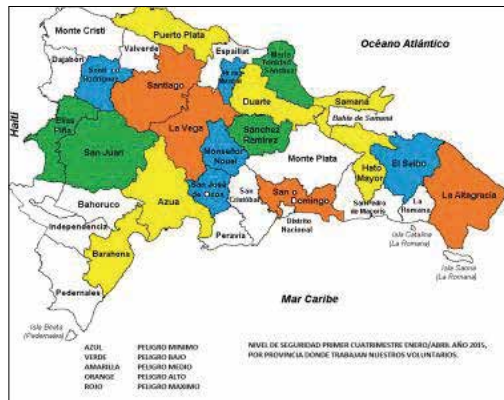 Monte Cristi
Puerto Plata
Océano Atlántico
Valverde
Espaillat
Dajabón
Santiago
Duarte
Samaná
Bahía de Samaná
Haití
Elías
Piña
La Vega
Sánchez
Ramírez
San Juan
Monseñor
Nouel
Monte Plata
Hato
Mayor
El Seibo
La Altagracia
San José
de Ocoa
San
Cristóbal
Santo
Domingo
San Pedro
de Macorís
La
Romana
Bahoruco
Azua
Distrito
Nacional
Peravia
Independencia
Isla Catalina
(La Romana)
Barahona
Isla Saona
(La Romana)
Pedernales
Mar Caribe
Isla Beata
(Pedernales)
AZUL PELIGRO MINIMO
VERDE PELIGRO BAJO
AMARILLA PELIGRO MEDIO
ORANGE PELIGRO ALTO
ROJO PELIGRO MAXIMO
NIVEL DE SEGURIDAD PRIMER CUATRIMESTRE ENERO/ABRIL AÑO 2015,
POR PROVINCIA DONDE TRABAJAN NUESTROS VOLUNTARIOS.